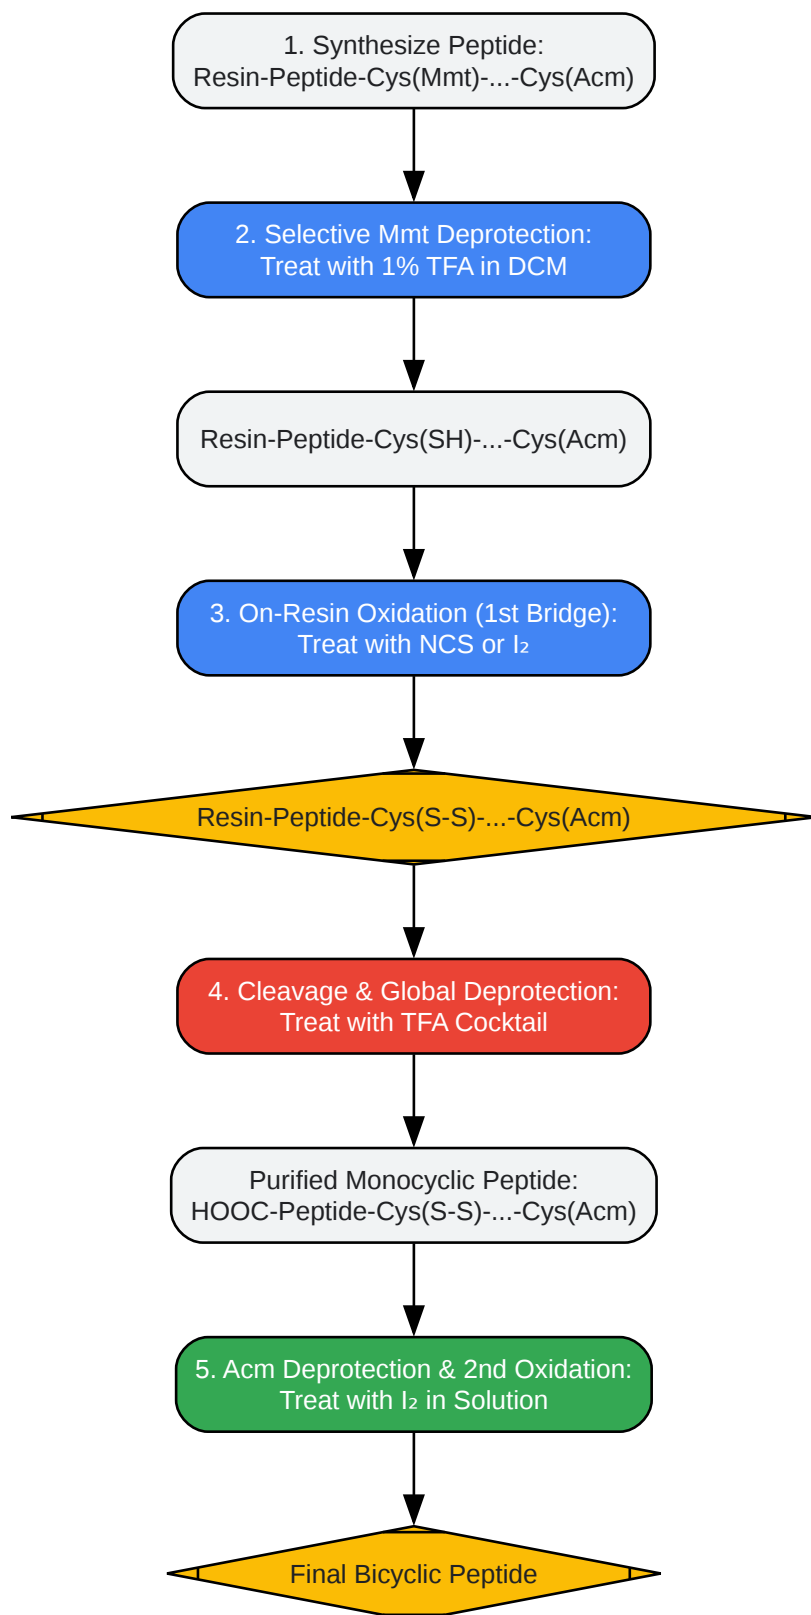 1. Synthesize Peptide:
Resin-Peptide-Cys(Mmt)-...-Cys(Acm)
2. Selective Mmt Deprotection:
Treat with 1% TFA in DCM
Resin-Peptide-Cys(SH)-...-Cys(Acm)
3. On-Resin Oxidation (1st Bridge):
Treat with NCS or I₂
Resin-Peptide-Cys(S-S)-...-Cys(Acm)
4. Cleavage & Global Deprotection:
Treat with TFA Cocktail
Purified Monocyclic Peptide:
HOOC-Peptide-Cys(S-S)-...-Cys(Acm)
5. Acm Deprotection & 2nd Oxidation:
Treat with I₂ in Solution
Final Bicyclic Peptide